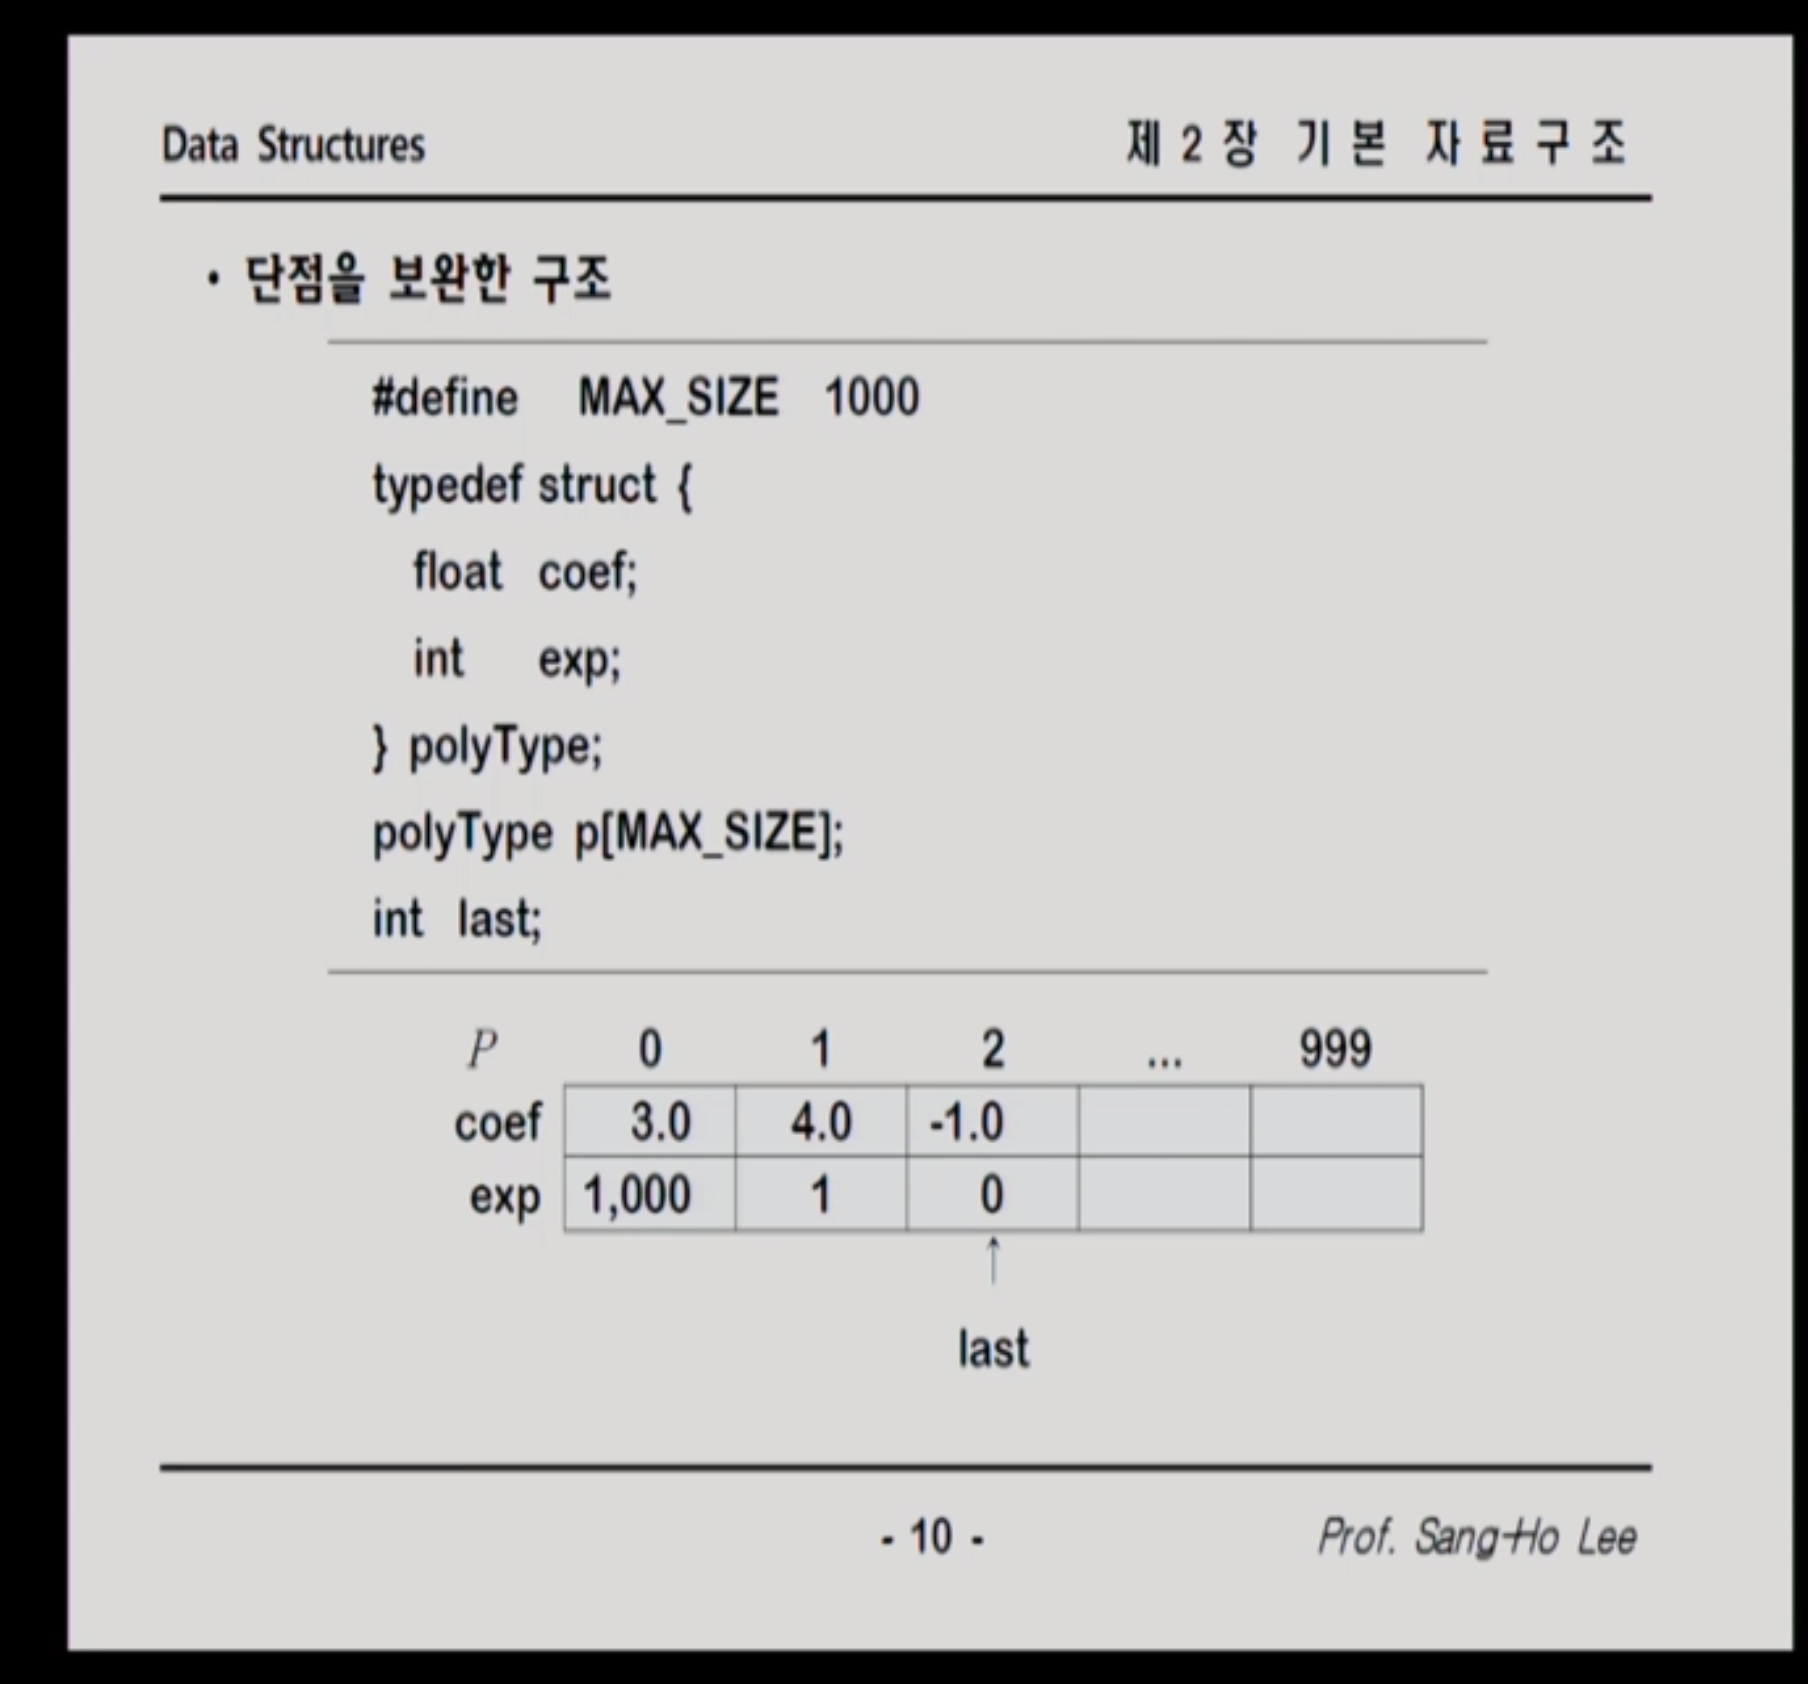 Data Structures 제 2 장 기 본 자 료 구 조
• 단점을 보완한 구조
#define MAX_SIZE 1000
typedef struct {
float coef;
int exp;
} polyType;
polyType p[MAX_SIZE];
int last;
P 0 1 2 ... 999
coef 3.0 4.0 -1.0
exp 1,000 1 0
↑
last
- 10 - Prof. Sang-Ho Lee